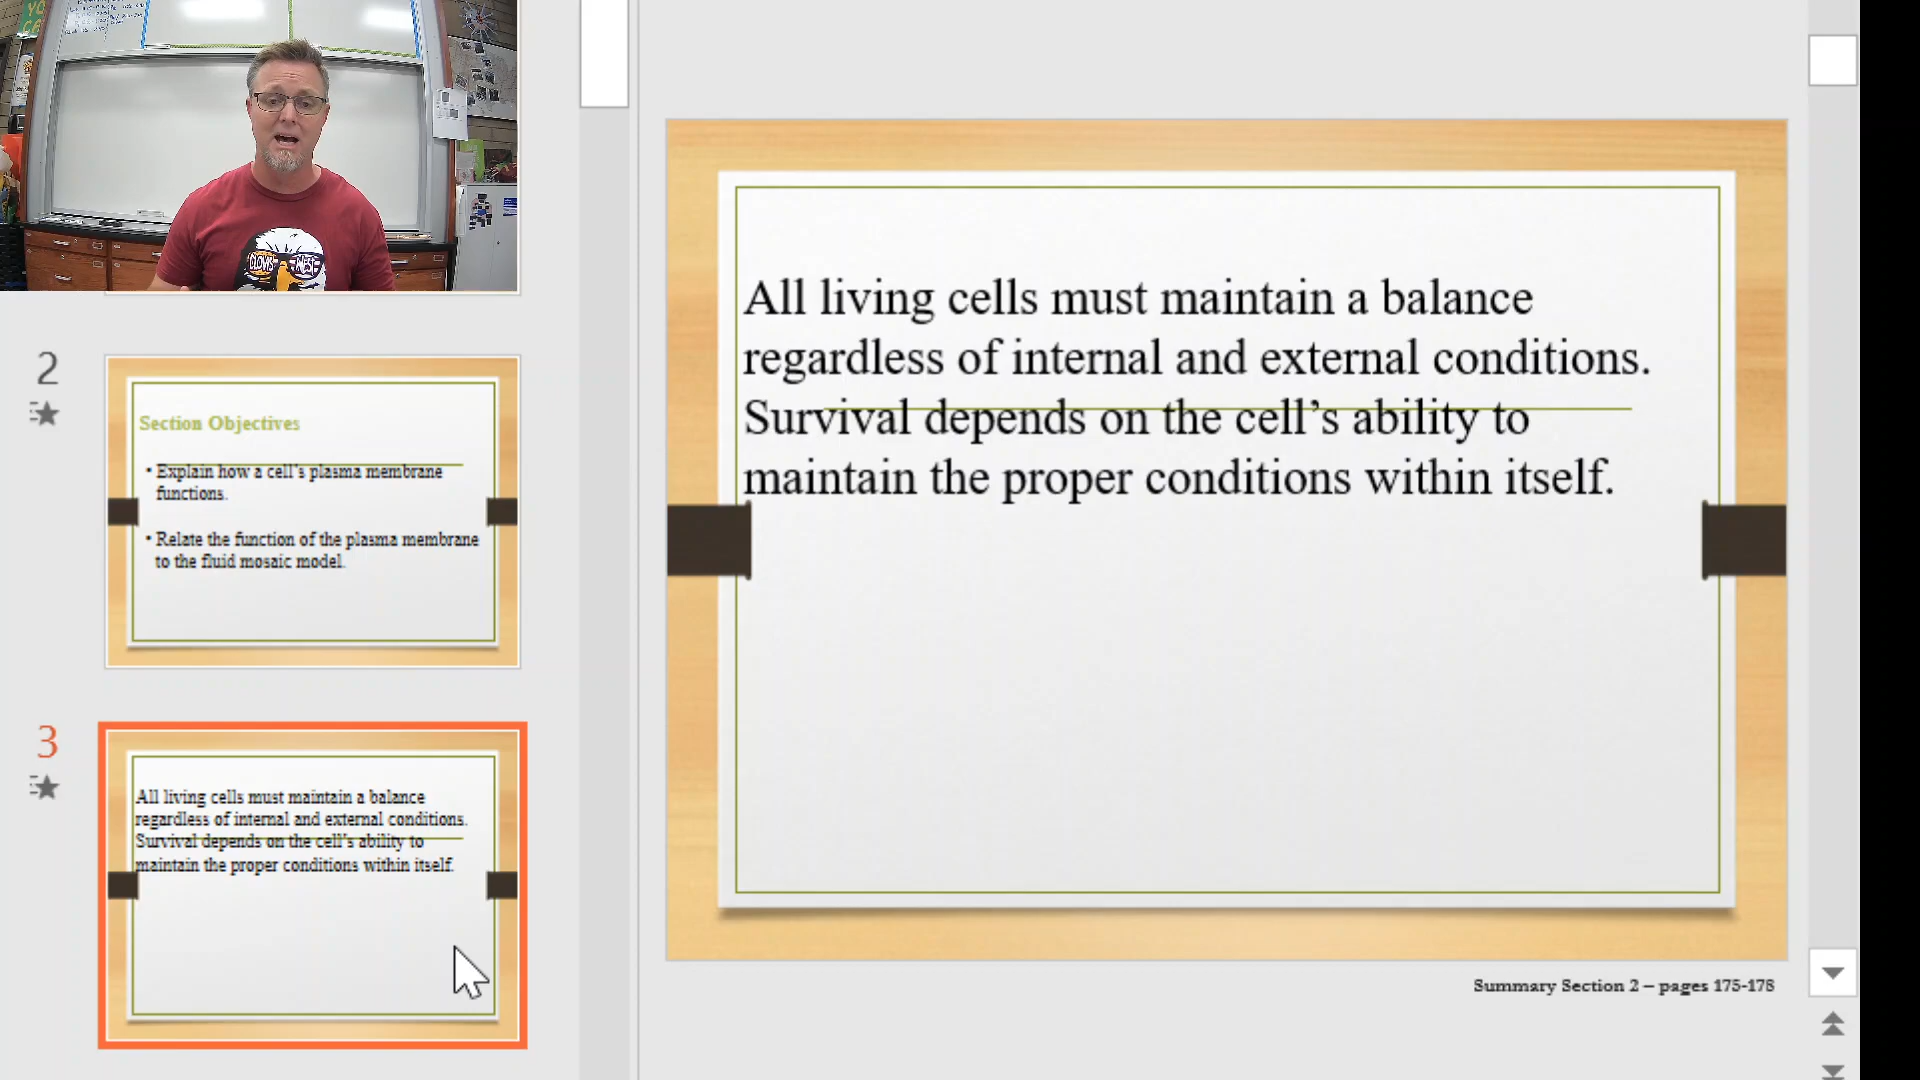 YO
CA
CLOVIS WEST
2
Section Objectives
• Explain how a cell's plasma membrane
functions.
• Relate the function of the plasma membrane
to the fluid mosaic model.
3
All living cells must maintain a balance
regardless of internal and external conditions.
Survival depends on the cell's ability to
maintain the proper conditions within itself.
All living cells must maintain a balance
regardless of internal and external conditions.
Survival depends on the cell’s ability to
maintain the proper conditions within itself.
Summary Section 2 – pages 175-178